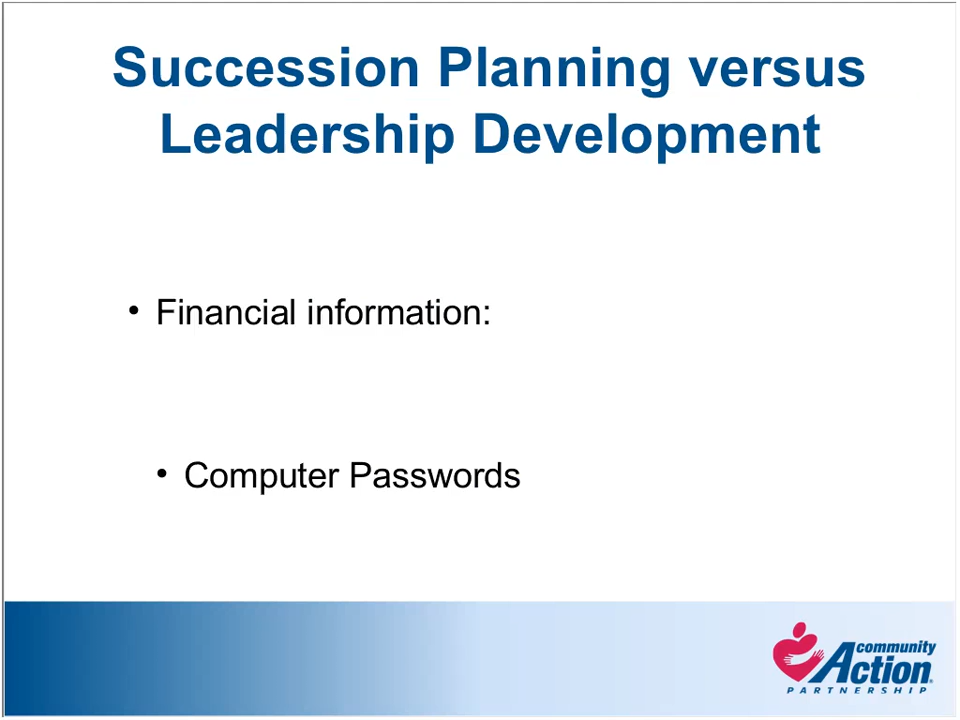 Succession Planning versus
Leadership Development
• Financial information:
• Computer Passwords
community
Action
PARTNERSHIP